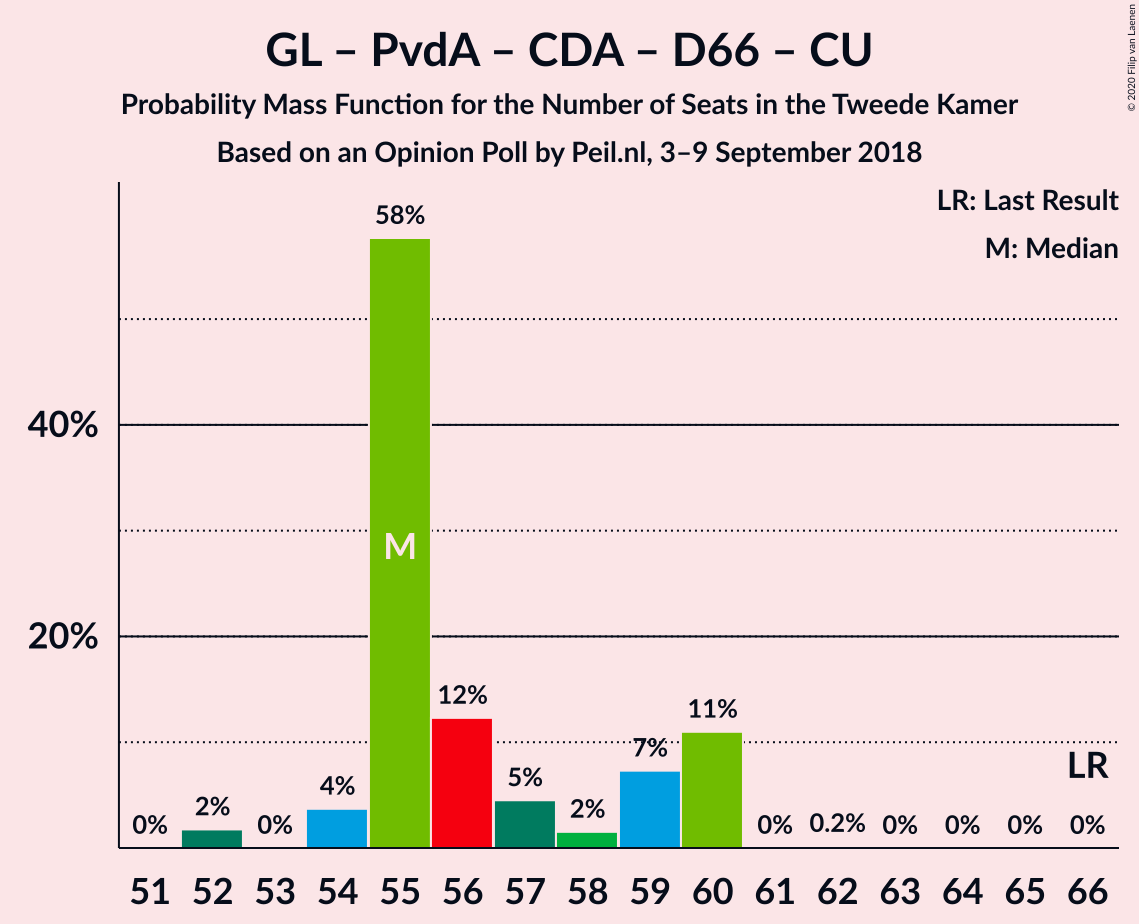 GL – PvdA – CDA – D66 – CU
Probability Mass Function for the Number of Seats in the Tweede Kamer
Based on an Opinion Poll by Peil.nl, 3–9 September 2018
© 2020 Filip van Laenen
LR: Last Result
M: Median
58%
40%
M
20%
12%
11%
7%
LR
5%
4%
2%
2%
0%
0%
0%
0.2%
0%
0%
0%
0%
51 52 53 54 55 56 57 58 59 60 61 62 63 64 65 66